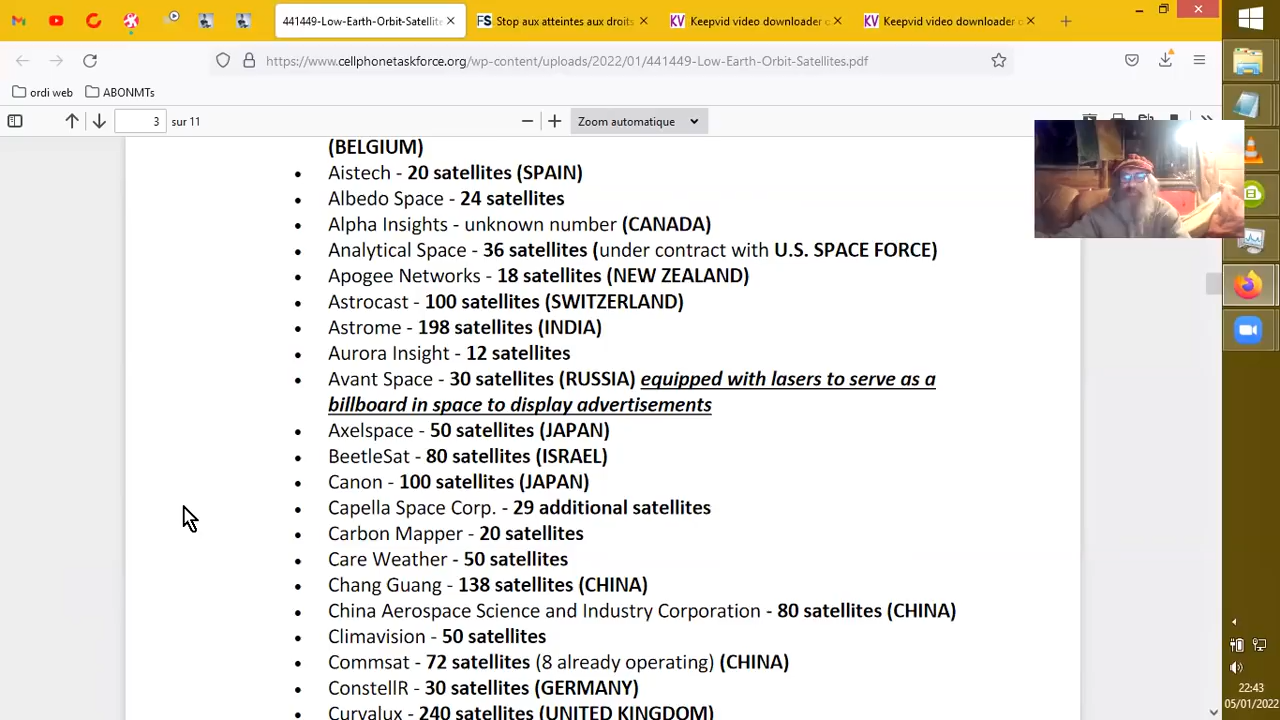 441449-Low-Earth-Orbit-Satellite
Stop aux atteintes aux droits
Keepvid video downloader
Keepvid video downloader
https://www.cellphonetaskforce.org/wp-content/uploads/2022/01/441449-Low-Earth-Orbit-Satellites.pdf
ordi web
ABONMTs
3 sur 11
Zoom automatique
(BELGIUM)
• Aistech - 20 satellites (SPAIN)
• Albedo Space - 24 satellites
• Alpha Insights - unknown number (CANADA)
• Analytical Space - 36 satellites (under contract with U.S. SPACE FORCE)
• Apogee Networks - 18 satellites (NEW ZEALAND)
• Astrocast - 100 satellites (SWITZERLAND)
• Astrome - 198 satellites (INDIA)
• Aurora Insight - 12 satellites
• Avant Space - 30 satellites (RUSSIA) equipped with lasers to serve as a
billboard in space to display advertisements
• Axelspace - 50 satellites (JAPAN)
• BeetleSat - 80 satellites (ISRAEL)
• Canon - 100 satellites (JAPAN)
• Capella Space Corp. - 29 additional satellites
• Carbon Mapper - 20 satellites
• Care Weather - 50 satellites
• Chang Guang - 138 satellites (CHINA)
• China Aerospace Science and Industry Corporation - 80 satellites (CHINA)
• Climavision - 50 satellites
• Commsat - 72 satellites (8 already operating) (CHINA)
• ConstellR - 30 satellites (GERMANY)
• Curvalux - 240 satellites (UNITED KINGDOM)
22:43
05/01/2022